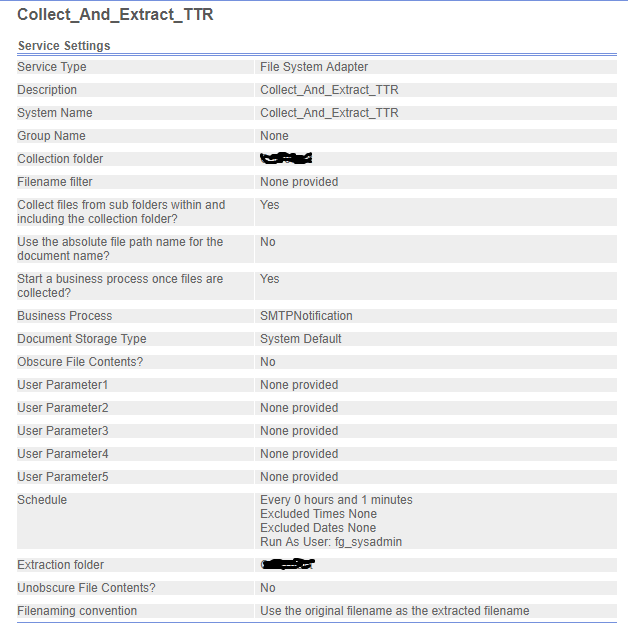 Collect_And_Extract_TTR
Service Settings
Service Type File System Adapter
Description Collect_And_Extract_TTR
System Name Collect_And_Extract_TTR
Group Name None
Collection folder
Filename filter None provided
Collect files from sub folders within and Yes
including the collection folder?
Use the absolute file path name for the No
document name?
Start a business process once files are Yes
collected?
Business Process SMTPNotification
Document Storage Type System Default
Obscure File Contents? No
User Parameter1 None provided
User Parameter2 None provided
User Parameter3 None provided
User Parameter4 None provided
User Parameter5 None provided
Schedule Every 0 hours and 1 minutes
Excluded Times None
Excluded Dates None
Run As User: fg_sysadmin
Extraction folder
Unobscure File Contents? No
Filenaming convention Use the original filename as the extracted filename